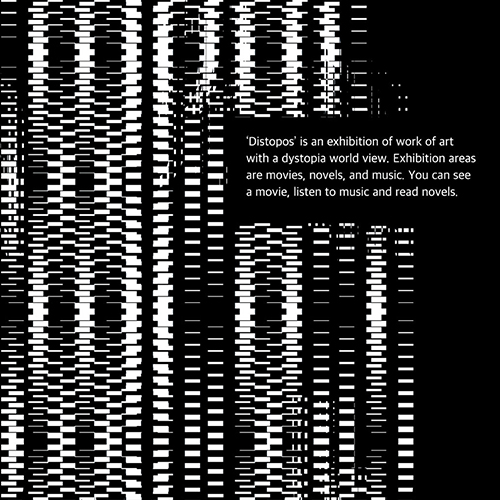 ‘Distopos’ is an exhibition of work of art
with a dystopia world view. Exhibition areas
are movies, novels, and music. You can see
a movie, listen to music and read novels.